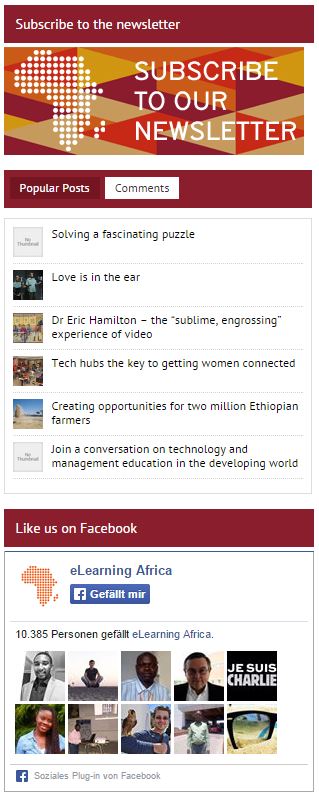 Subscribe to the newsletter
SUBSCRIBE
TO OUR
NEWSLETTER
Popular Posts
Comments
No
Thumbnail
Solving a fascinating puzzle
Love is in the ear
Dr Eric Hamilton – the “sublime, engrossing”
experience of video
Tech hubs the key to getting women connected
Creating opportunities for two million Ethiopian
farmers
No
Thumbnail
Join a conversation on technology and
management education in the developing world
Like us on Facebook
eLearning Africa
Gefällt mir
10.385 Personen gefällt eLearning Africa.
JE SUIS
CHARLIE
Soziales Plug-in von Facebook